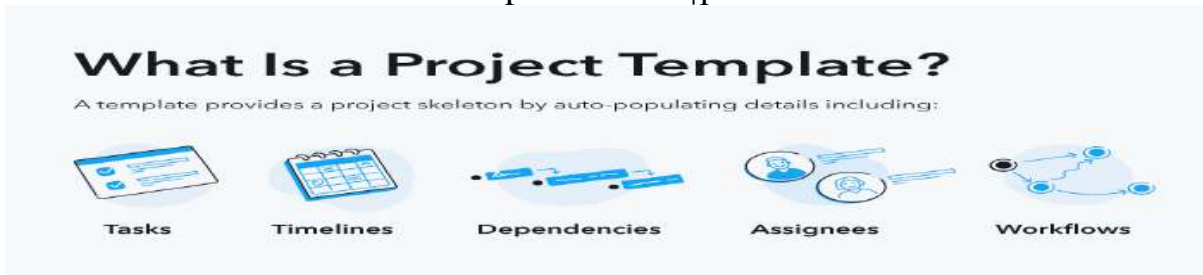 What Is a Project Template?
A template provides a project skeleton by auto-populating details including:
Tasks Timelines Dependencies Assignees Workflows